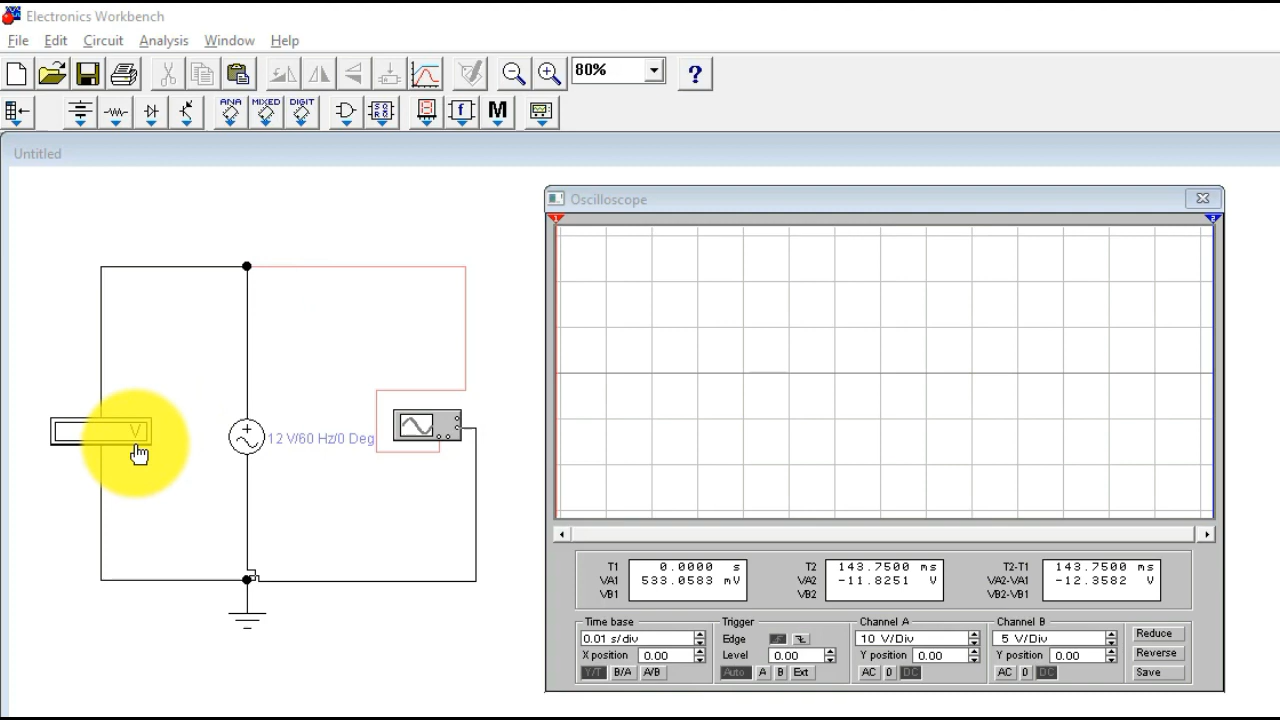 Electronics Workbench
File Edit Circuit Analysis Window Help
80% ?
ANA MIXED DIGIT f M
Untitled
Oscilloscope
1 2
V
12 V/60 Hz/0 Deg
T1 0.0000 s T2 143.7500 ms T2-T1 143.7500 ms
VA1 533.0583 mV VA2 -11.8251 V VA2-VA1 -12.3582 V
VB1 VB2 VB2-VB1
Time base Trigger Channel A Channel B
0.01 s/div Edge 10 V/Div 5 V/Div Reduce
X position 0.00 Level 0.00 Y position 0.00 Y position 0.00 Reverse
Y/T B/A A/B Auto A B Ext AC 0 DC AC 0 DC Save